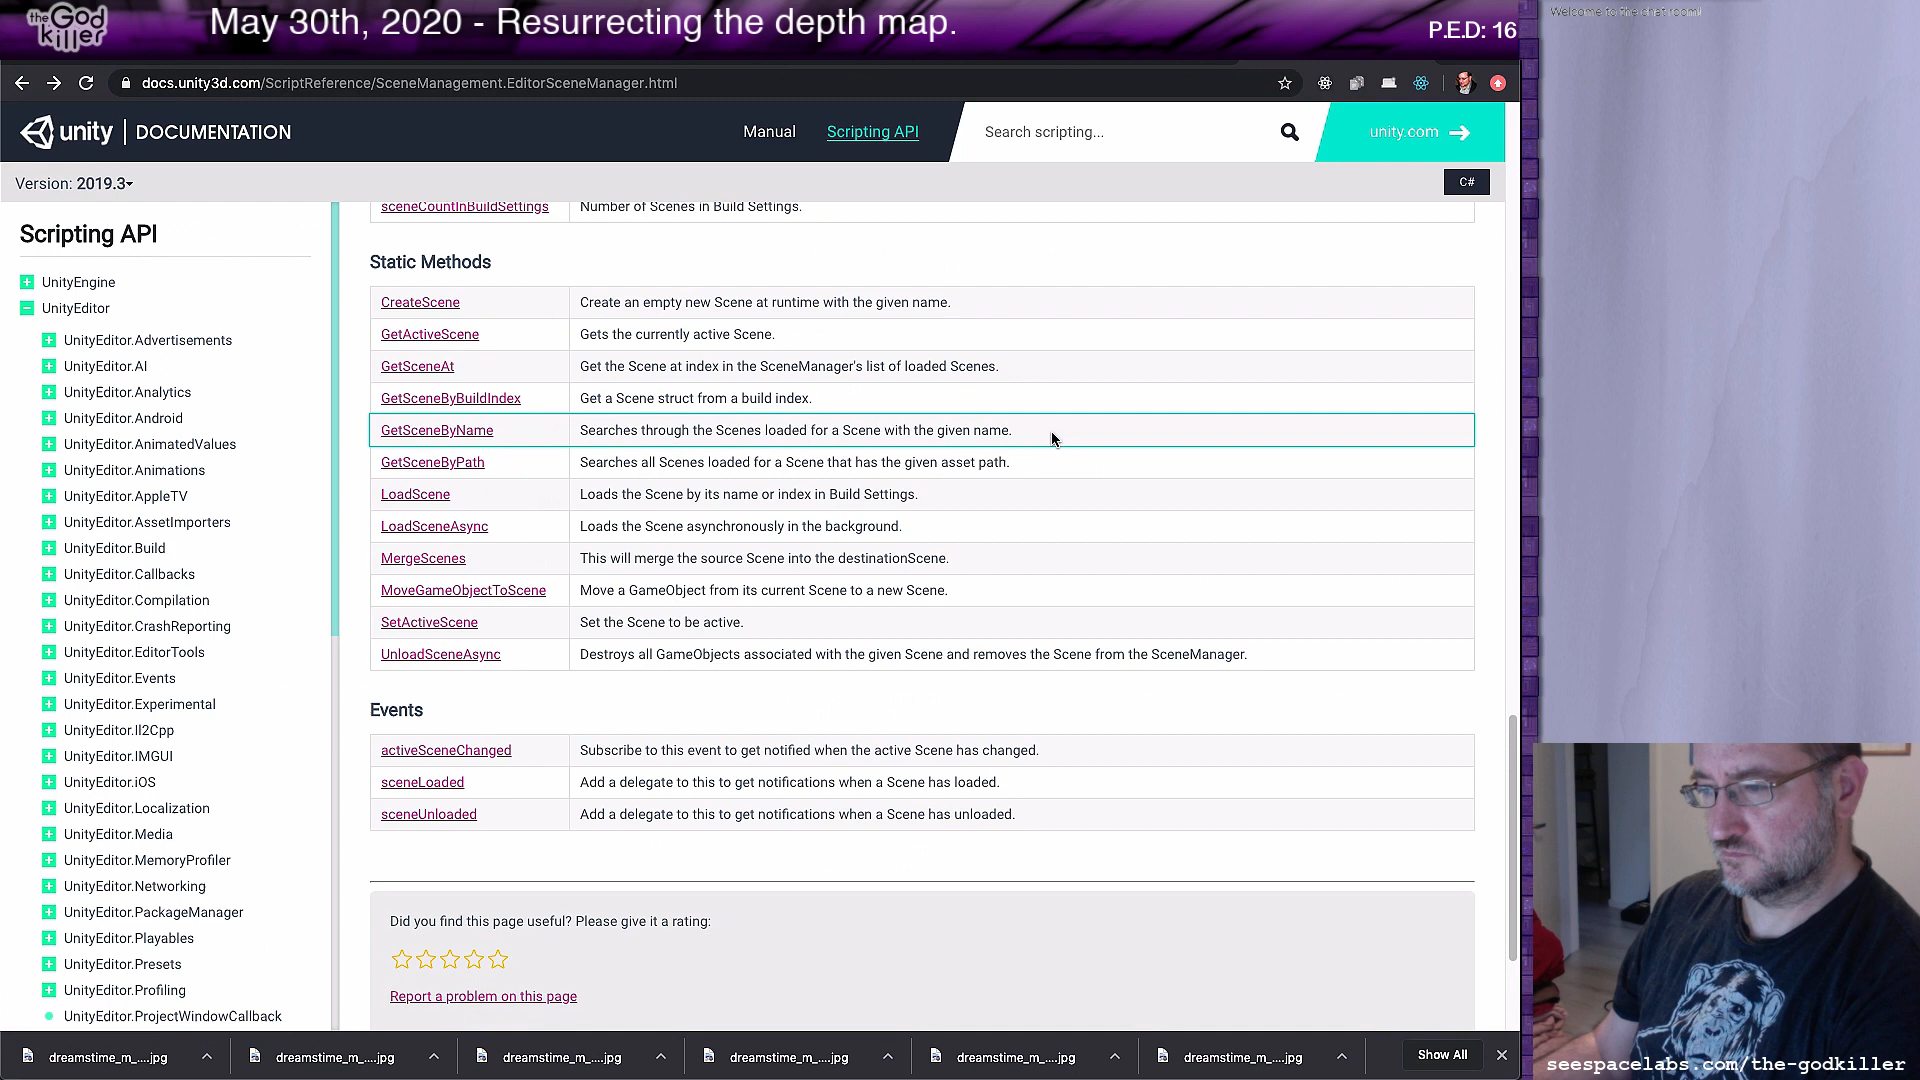 the God killer
May 30th, 2020 - Resurrecting the depth map.
P.E.D: 16
Welcome to the chat room!
docs.unity3d.com/ScriptReference/SceneManagement.EditorSceneManager.html
unity | DOCUMENTATION
Manual
Scripting API
Search scripting...
unity.com
Version: 2019.3
C#
Scripting API
UnityEngine
UnityEditor
UnityEditor.Advertisements
UnityEditor.AI
UnityEditor.Analytics
UnityEditor.Android
UnityEditor.AnimatedValues
UnityEditor.Animations
UnityEditor.AppleTV
UnityEditor.AssetImporters
UnityEditor.Build
UnityEditor.Callbacks
UnityEditor.Compilation
UnityEditor.CrashReporting
UnityEditor.EditorTools
UnityEditor.Events
UnityEditor.Experimental
UnityEditor.Il2Cpp
UnityEditor.IMGUI
UnityEditor.iOS
UnityEditor.Localization
UnityEditor.Media
UnityEditor.MemoryProfiler
UnityEditor.Networking
UnityEditor.PackageManager
UnityEditor.Playables
UnityEditor.Presets
UnityEditor.Profiling
UnityEditor.ProjectWindowCallback
sceneCountInBuildSettings Number of Scenes in Build Settings.
Static Methods
CreateScene Create an empty new Scene at runtime with the given name.
GetActiveScene Gets the currently active Scene.
GetSceneAt Get the Scene at index in the SceneManager's list of loaded Scenes.
GetSceneByBuildIndex Get a Scene struct from a build index.
GetSceneByName Searches through the Scenes loaded for a Scene with the given name.
GetSceneByPath Searches all Scenes loaded for a Scene that has the given asset path.
LoadScene Loads the Scene by its name or index in Build Settings.
LoadSceneAsync Loads the Scene asynchronously in the background.
MergeScenes This will merge the source Scene into the destinationScene.
MoveGameObjectToScene Move a GameObject from its current Scene to a new Scene.
SetActiveScene Set the Scene to be active.
UnloadSceneAsync Destroys all GameObjects associated with the given Scene and removes the Scene from the SceneManager.
Events
activeSceneChanged Subscribe to this event to get notified when the active Scene has changed.
sceneLoaded Add a delegate to this to get notifications when a Scene has loaded.
sceneUnloaded Add a delegate to this to get notifications when a Scene has unloaded.
Did you find this page useful? Please give it a rating:
Report a problem on this page
dreamstime_m_....jpg
dreamstime_m_....jpg
dreamstime_m_....jpg
dreamstime_m_....jpg
dreamstime_m_....jpg
dreamstime_m_....jpg
Show All
seespacelabs.com/the-godkiller